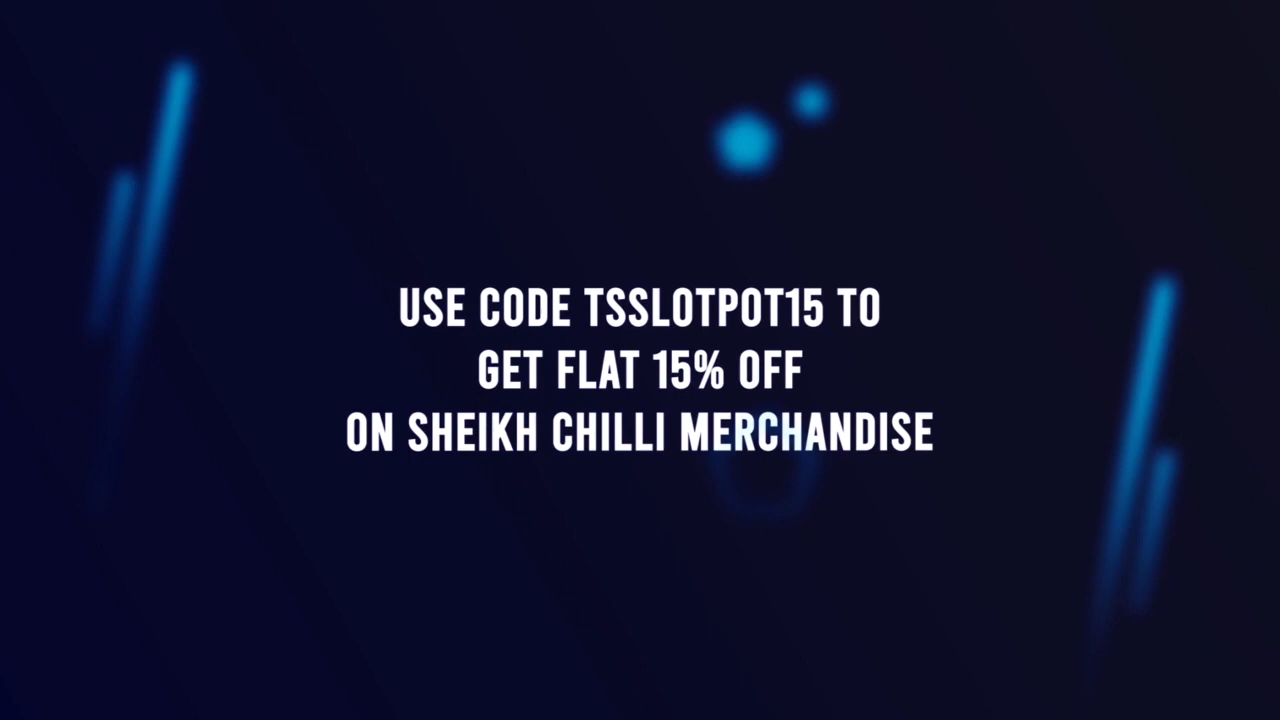 USE CODE TSSLOTPOT15 TO
GET FLAT 15% OFF
ON SHEIKH CHILLI MERCHANDISE